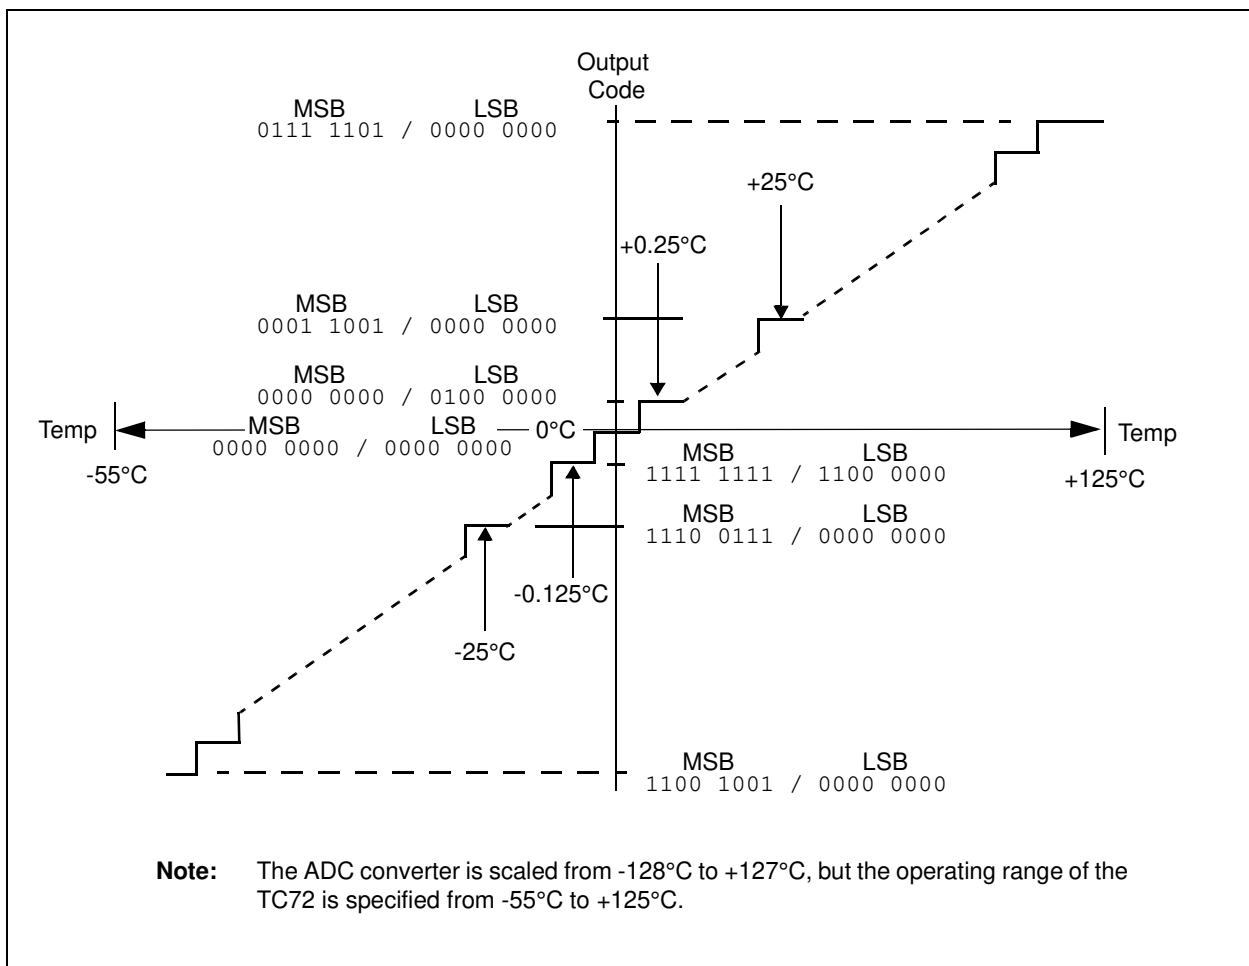 Output
Code
MSB LSB
0111 1101 / 0000 0000
+25°C
+0.25°C
MSB LSB
0001 1001 / 0000 0000
MSB LSB
0000 0000 / 0100 0000
Temp MSB LSB 0°C Temp
0000 0000 / 0000 0000
-55°C +125°C
MSB LSB
1111 1111 / 1100 0000
MSB LSB
1110 0111 / 0000 0000
-0.125°C
-25°C
MSB LSB
1100 1001 / 0000 0000
Note: The ADC converter is scaled from -128°C to +127°C, but the operating range of the
TC72 is specified from -55°C to +125°C.